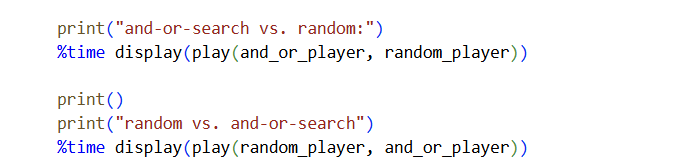 print("and-or-search vs. random:")
%time display(play(and_or_player, random_player))
print()
print("random vs. and-or-search")
%time display(play(random_player, and_or_player))